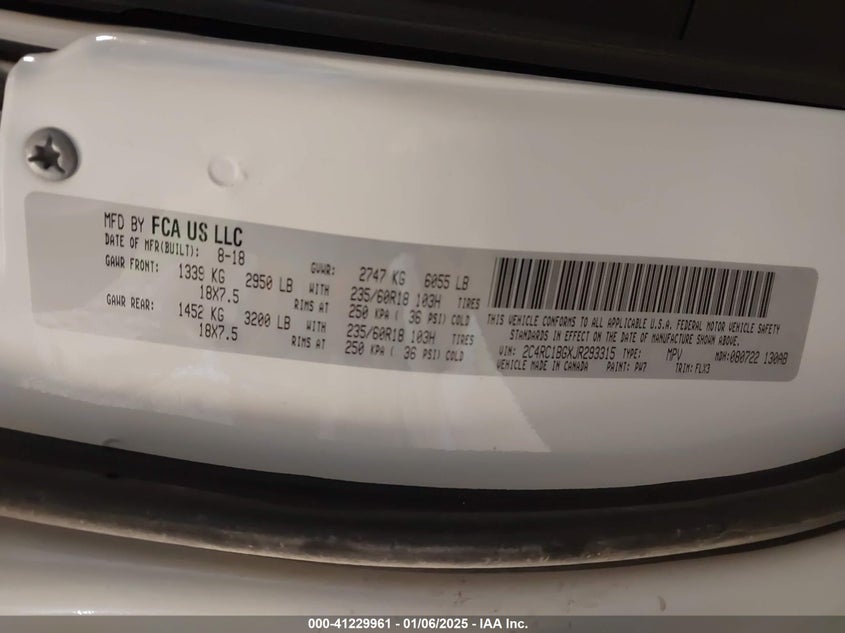 MFD BY FCA US LLC
DATE OF MFR(BUILT): 8-18 GVWR: 2747 KG 6055 LB
GAWR FRONT: 1339 KG 2950 LB WITH 235/60R18 103H TIRES
18X7.5 RIMS AT 250 KPA ( 36 PSI) COLD
GAWR REAR: 1452 KG 3200 LB WITH 235/60R18 103H TIRES
18X7.5 RIMS AT 250 KPA ( 36 PSI) COLD
THIS VEHICLE CONFORMS TO ALL APPLICABLE U.S.A. FEDERAL MOTOR VEHICLE SAFETY
STANDARDS IN EFFECT ON THE DATE OF MANUFACTURE SHOWN ABOVE.
VIN: 2C4RC1BGXJR293315 TYPE: MPV MDH: 080722 130AB
VEHICLE MADE IN CANADA PAINT: PW7 TRIM: FLX3
000-41229961 - 01/06/2025 - IAA Inc.